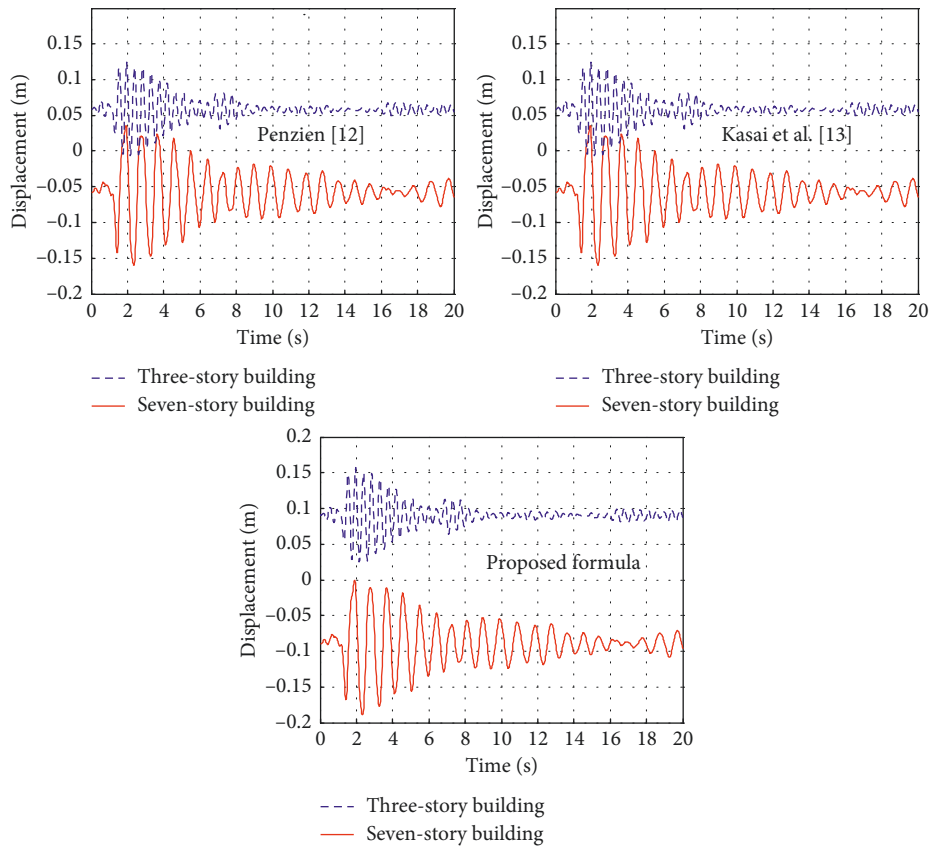 0.15
0.1
0.05
0
–0.05
–0.1
–0.15
–0.2
Displacement (m)
Penzien [12]
0 2 4 6 8 10 12 14 16 18 20
Time (s)
Three-story building
Seven-story building
0.15
0.1
0.05
0
–0.05
–0.1
–0.15
–0.2
Displacement (m)
Kasai et al. [13]
0 2 4 6 8 10 12 14 16 18 20
Time (s)
Three-story building
Seven-story building
0.2
0.15
0.1
0.05
0
–0.05
–0.1
–0.15
–0.2
Displacement (m)
Proposed formula
0 2 4 6 8 10 12 14 16 18 20
Time (s)
Three-story building
Seven-story building